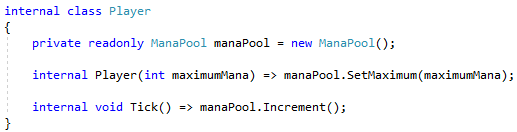 internal class Player
{
    private readonly ManaPool manaPool = new ManaPool();
    internal Player(int maximumMana) => manaPool.SetMaximum(maximumMana);
    internal void Tick() => manaPool.Increment();
}